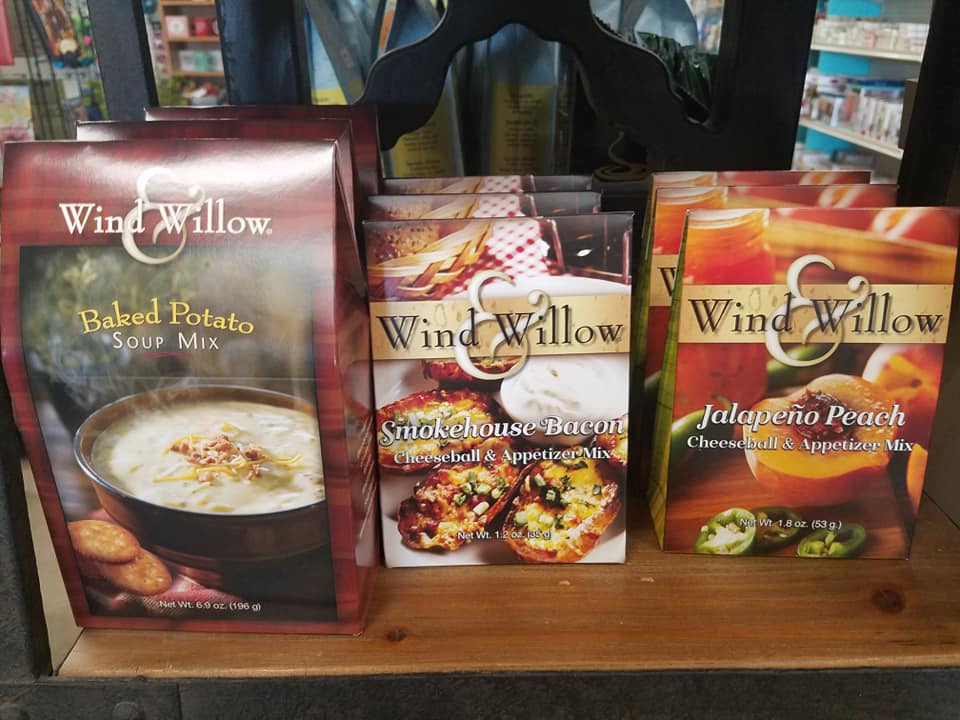 Wind & Willow®
Baked Potato
Soup Mix
Net Wt. 6.9 oz. (196 g)
Wind & Willow
Smokehouse Bacon
Cheeseball & Appetizer Mix
Net Wt. 1.2 oz. (35 g)
Wind & Willow
Jalapeño Peach
Cheeseball & Appetizer Mix
Net Wt. 1.8 oz. (53 g.)